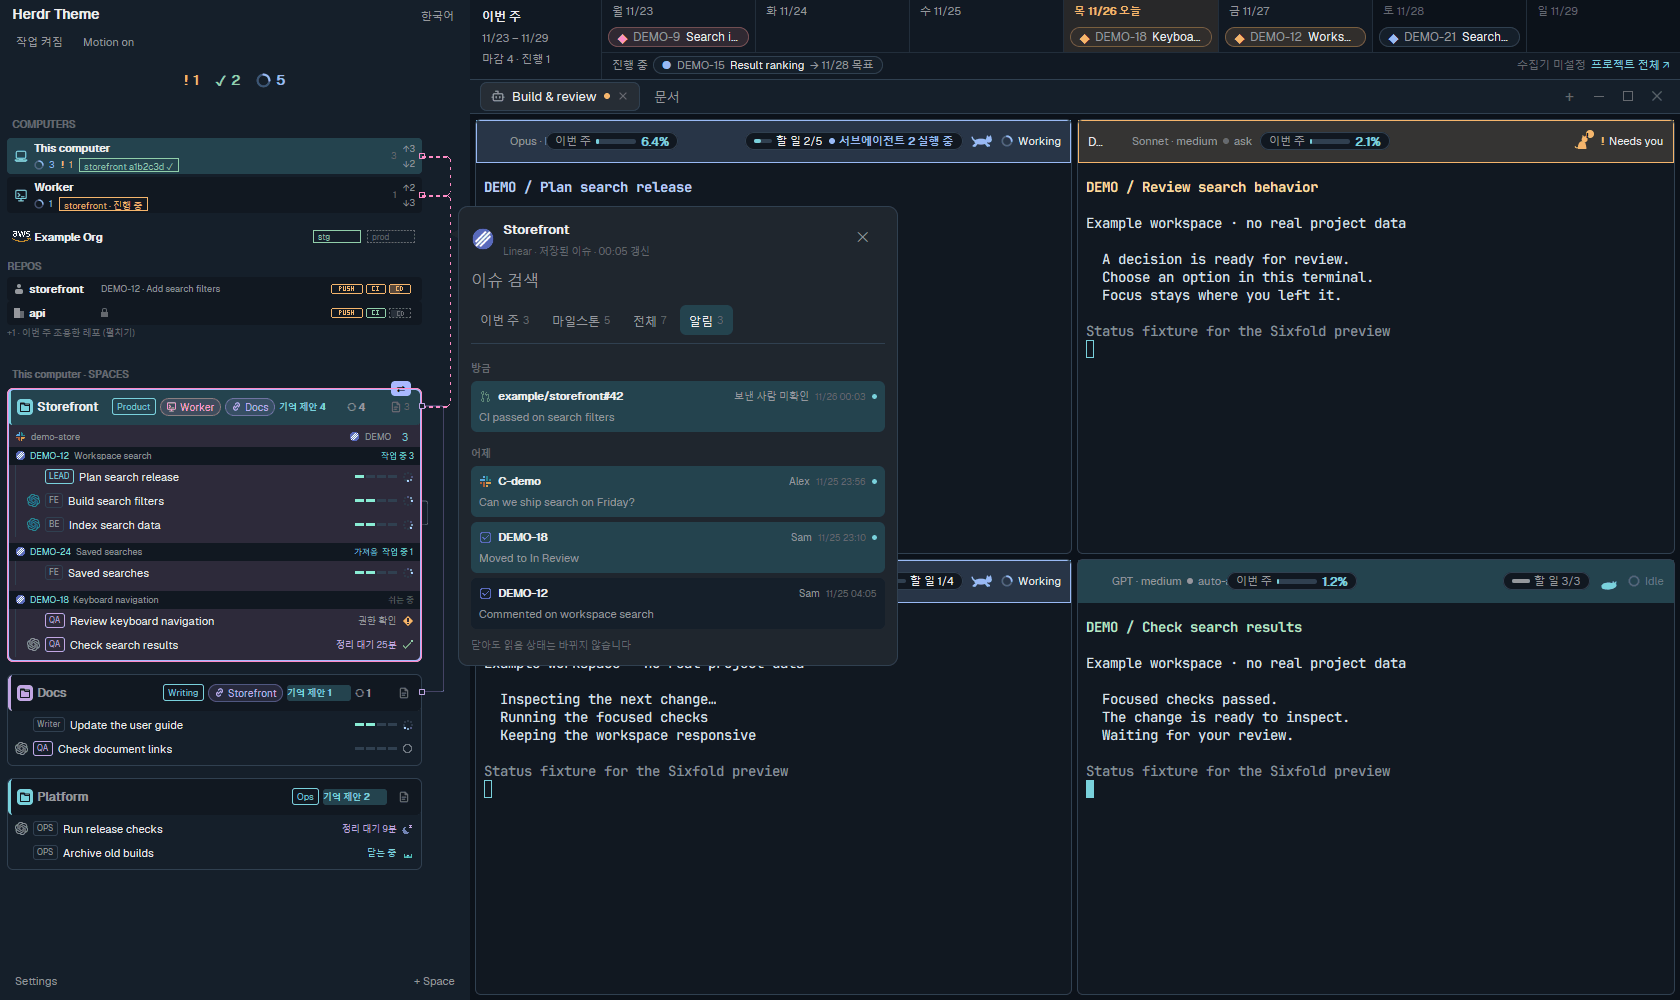 Herdr Theme
한국어
작업 켜짐 Motion on
! 1 ✓ 2 5
COMPUTERS
This computer
3 ! 1 storefront a1b2c3d ✓
3 ↑3 ↓2
Worker
1 storefront · 진행 중
1 ↑2 ↓3
aws Example Org stg prod
REPOS
storefront DEMO-12 · Add search filters PUSH CI CD
api PUSH CI CD
+1 · 이번 주 조용한 레포 (펼치기)
This computer · SPACES
Storefront Product Worker Docs 기억 제안 4 4 3
demo-store DEMO 3
DEMO-12 Workspace search 작업 중 3
LEAD Plan search release
FE Build search filters
BE Index search data
DEMO-24 Saved searches 가져옴 작업 중 1
FE Saved searches
DEMO-18 Keyboard navigation 쉬는 중
QA Review keyboard navigation 권한 확인
QA Check search results 정리 대기 25분
Docs Writing Storefront 기억 제안 1 1
Writer Update the user guide
QA Check document links
Platform Ops 기억 제안 2
OPS Run release checks 정리 대기 9분
OPS Archive old builds 닫는 중
Settings
+ Space
이번 주
11/23 – 11/29
마감 4 · 진행 1
월 11/23 화 11/24 수 11/25 목 11/26 오늘 금 11/27 토 11/28 일 11/29
DEMO-9 Search i... DEMO-18 Keyboa... DEMO-12 Works... DEMO-21 Search...
진행 중 DEMO-15 Result ranking → 11/28 목표
수집기 미설정 프로젝트 전체 ↗
Build & review × 문서
Opus · 이번 주 6.4% 할 일 2/5 서브에이전트 2 실행 중 Working
DEMO / Plan search release
D... Sonnet · medium ask 이번 주 2.1% ! Needs you
DEMO / Review search behavior
Example workspace · no real project data
A decision is ready for review.
Choose an option in this terminal.
Focus stays where you left it.
Status fixture for the Sixfold preview
Storefront
Linear · 저장된 이슈 · 00:05 갱신
이슈 검색
이번 주 3 마일스톤 5 전체 7 알림 3
방금
example/storefront#42 보낸 사람 미확인 11/26 00:03
CI passed on search filters
어제
C-demo Alex 11/25 23:56
Can we ship search on Friday?
DEMO-18 Sam 11/25 23:10
Moved to In Review
DEMO-12 Sam 11/25 04:05
Commented on workspace search
닫아도 읽음 상태는 바뀌지 않습니다
할 일 1/4 Working
Example workspace · no real project data
Inspecting the next change…
Running the focused checks
Keeping the workspace responsive
Status fixture for the Sixfold preview
GPT · medium auto- 이번 주 1.2% 할 일 3/3 Idle
DEMO / Check search results
Example workspace · no real project data
Focused checks passed.
The change is ready to inspect.
Waiting for your review.
Status fixture for the Sixfold preview